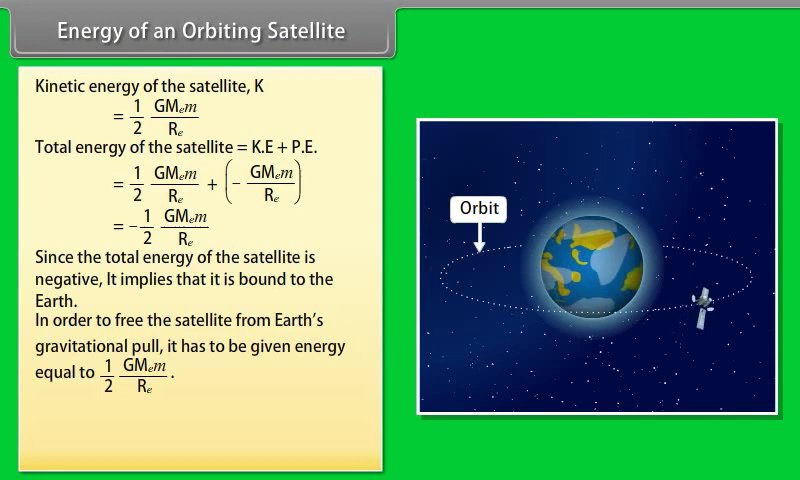 Energy of an Orbiting Satellite
Kinetic energy of the satellite, K
= 1/2 GMₑm/Rₑ
Total energy of the satellite = K.E + P.E.
= 1/2 GMₑm/Rₑ + (- GMₑm/Rₑ)
= -1/2 GMₑm/Rₑ
Since the total energy of the satellite is
negative, It implies that it is bound to the
Earth.
In order to free the satellite from Earth's
gravitational pull, it has to be given energy
equal to 1/2 GMₑm/Rₑ.
Orbit